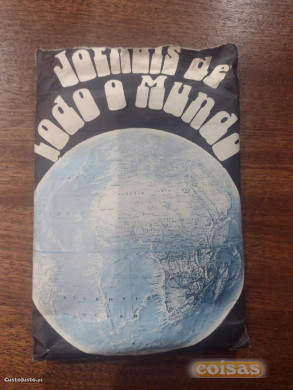 Jornais de
todo o Mundo
coisas
CustoJusto.pt